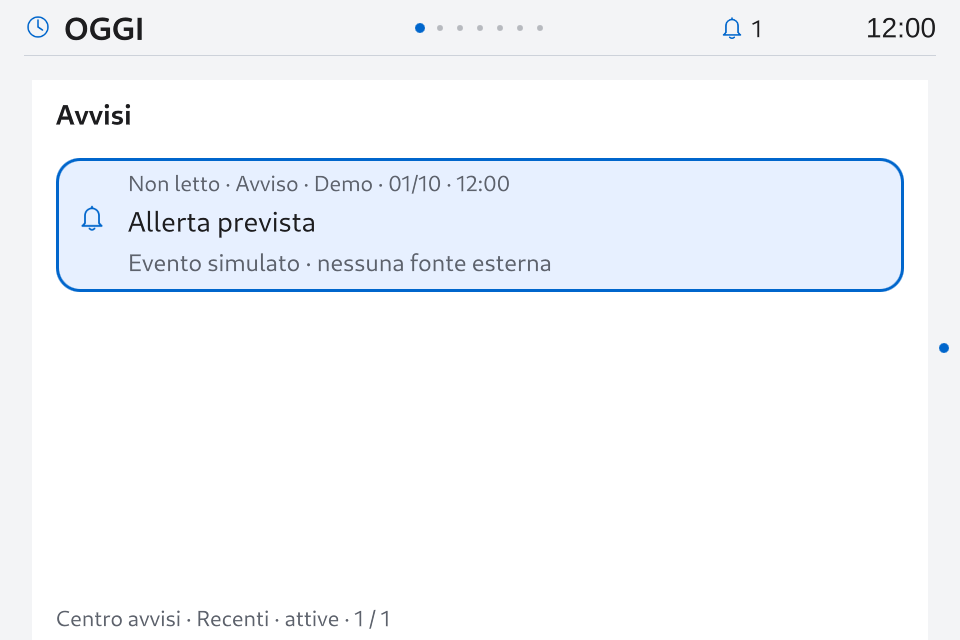 OGGI
1
12:00
Avvisi
Non letto · Avviso · Demo · 01/10 · 12:00
Allerta prevista
Evento simulato · nessuna fonte esterna
Centro avvisi · Recenti · attive · 1 / 1